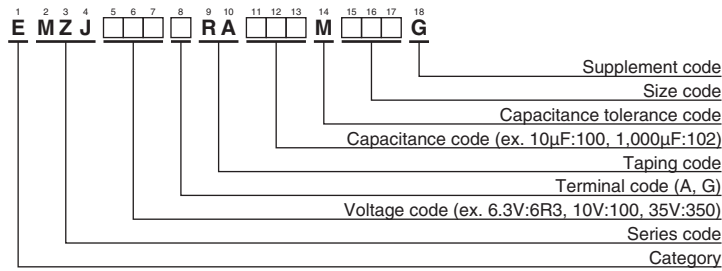 1 2 3 4 5 6 7 8 9 10 11 12 13 14 15 16 17 18
E M Z J R A M G
Supplement code
Size code
Capacitance tolerance code
Capacitance code (ex. 10μF:100, 1,000μF:102)
Taping code
Terminal code (A, G)
Voltage code (ex. 6.3V:6R3, 10V:100, 35V:350)
Series code
Category